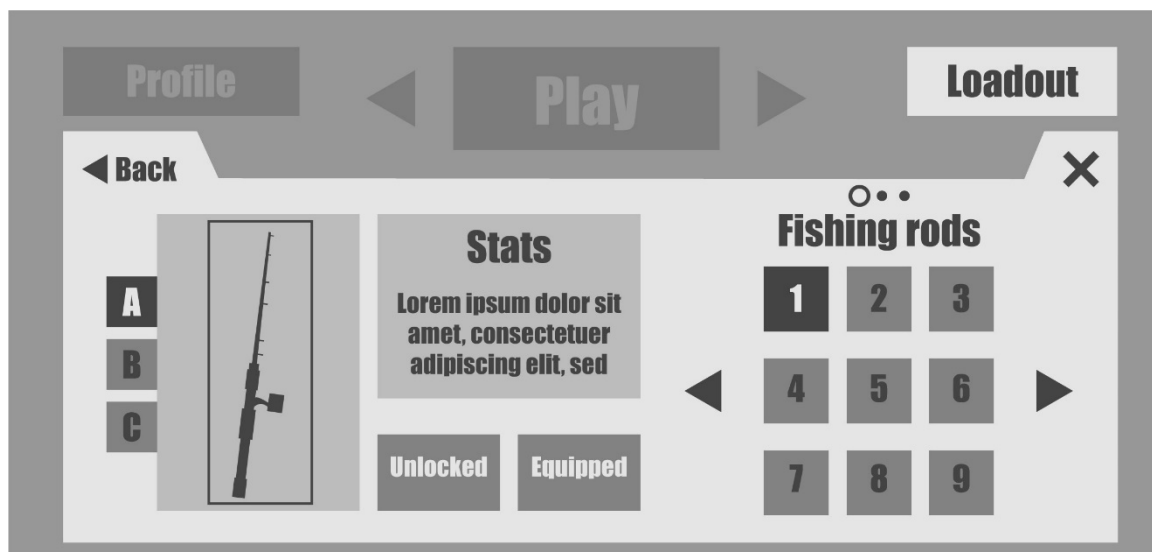 Profile
Play
Loadout
Back
Fishing rods
Stats
A
B
C
Lorem ipsum dolor sit
amet, consectetuer
adipiscing elit, sed
Unlocked
Equipped
1 2 3
4 5 6
7 8 9